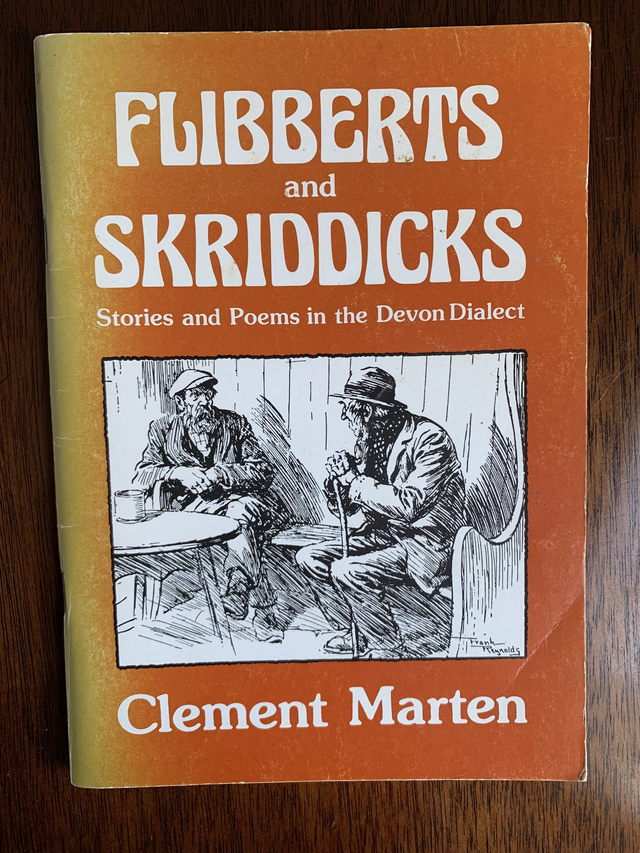 FLIBBERTS
and
SKRIDDICKS
Stories and Poems in the Devon Dialect
Frank
Reynolds
Clement Marten